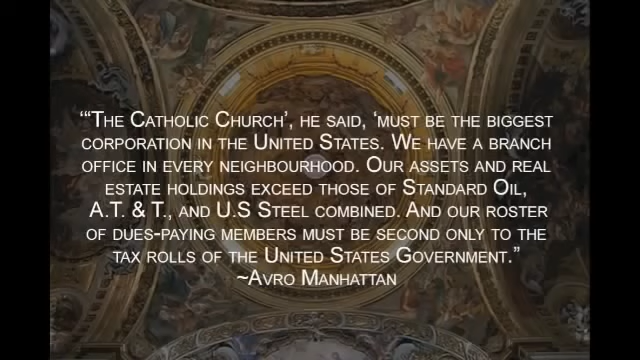 “‘The Catholic Church’, he said, ‘must be the biggest
corporation in the United States. We have a branch
office in every neighbourhood. Our assets and real
estate holdings exceed those of Standard Oil,
A.T. & T., and U.S Steel combined. And our roster
of dues-paying members must be second only to the
tax rolls of the United States Government.”
~Avro Manhattan